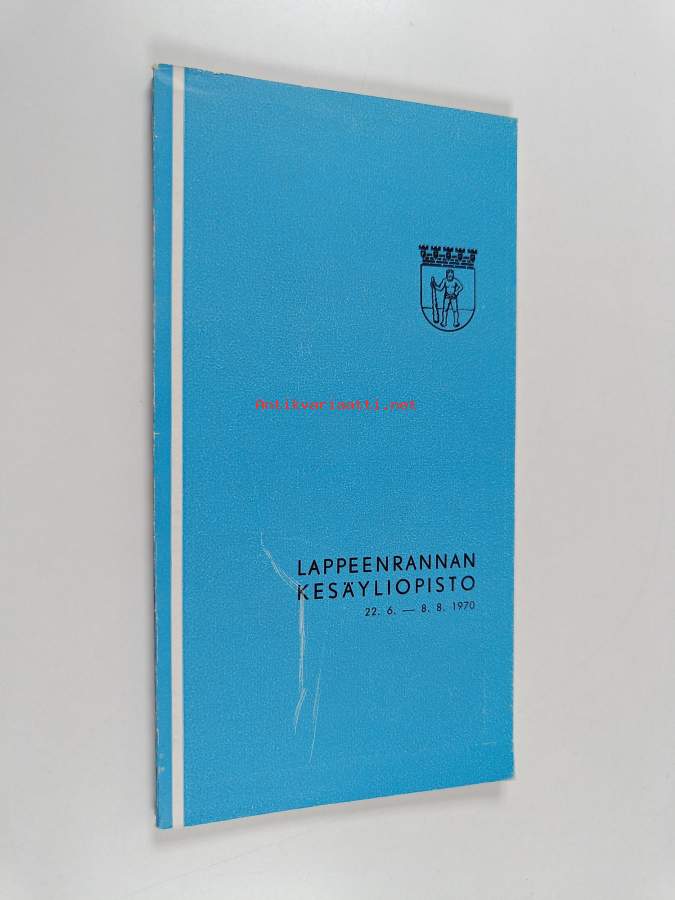 Antikvariaatti.net
LAPPEENRANNAN
KESÄYLIOPISTO
22. 6. — 8. 8. 1970